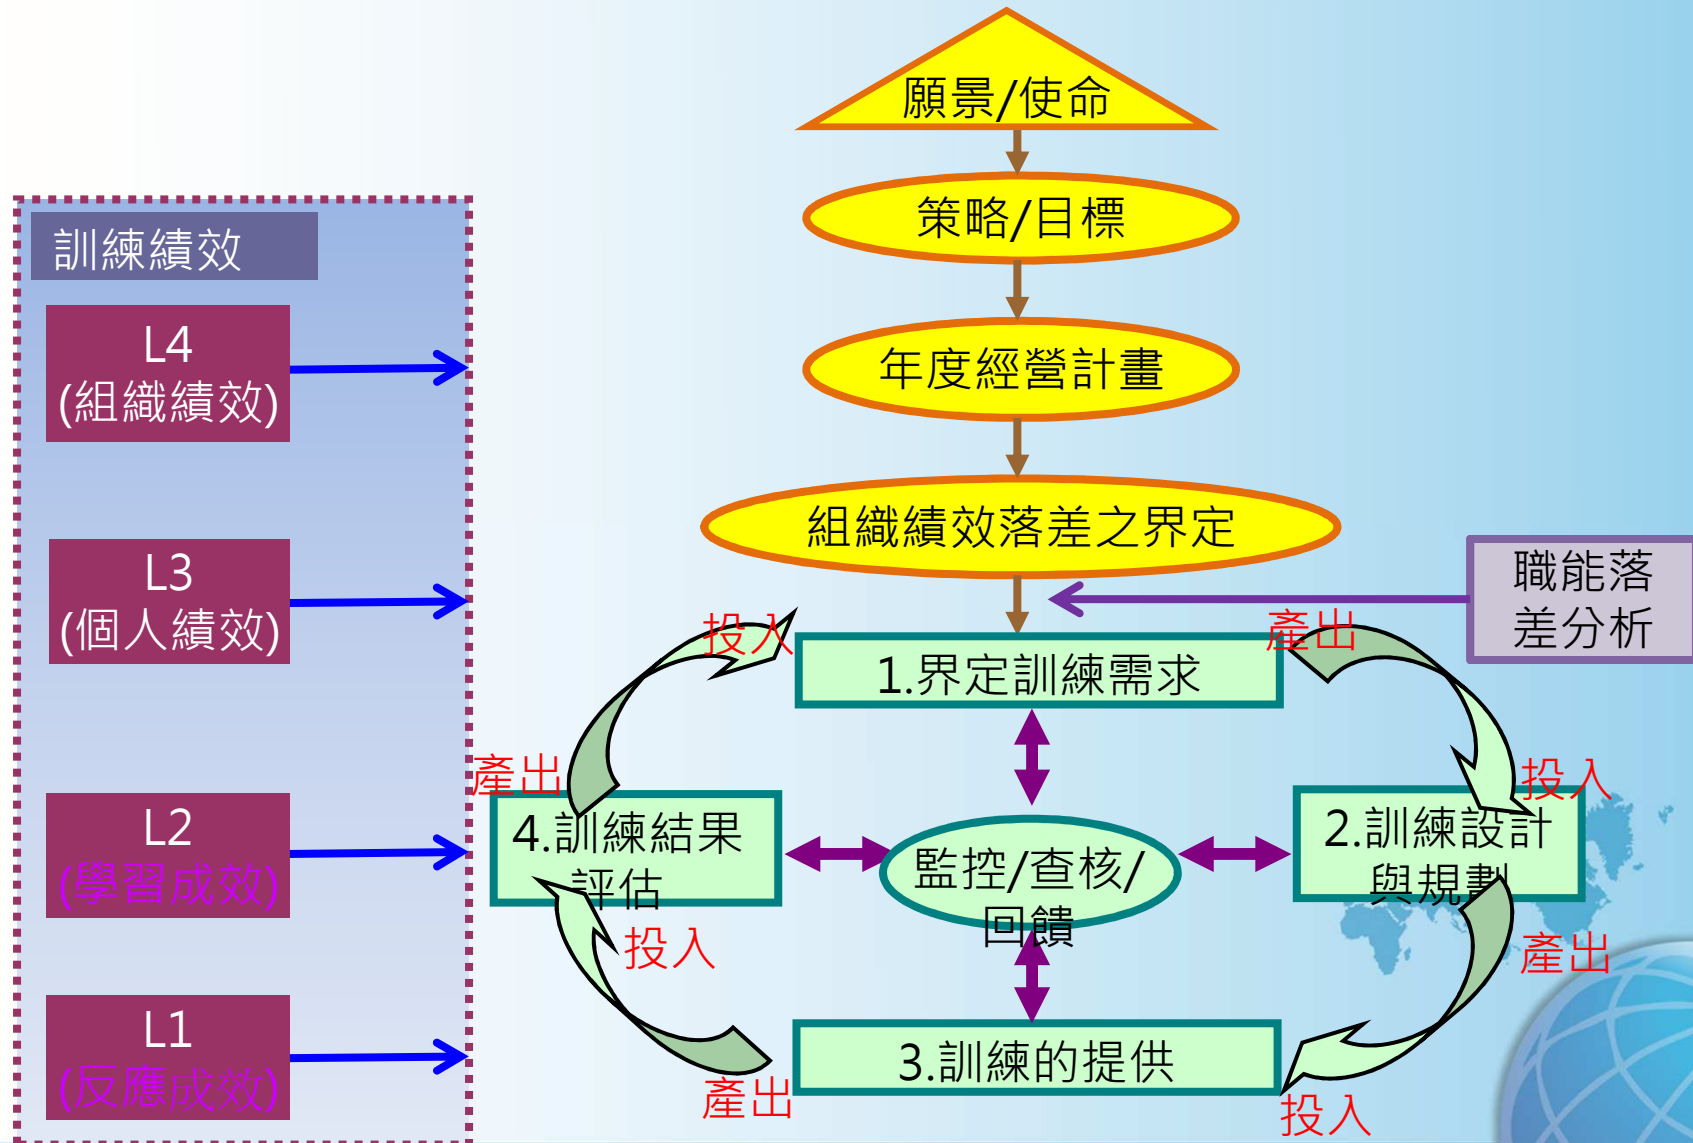 願景/使命
策略/目標
年度經營計畫
組織績效落差之界定
職能落
差分析
訓練績效
L4
(組織績效)
L3
(個人績效)
L2
(學習成效)
L1
(反應成效)
投入
產出
1.界定訓練需求
產出
投入
4.訓練結果
評估
監控/查核/
回饋
2.訓練設計
與規劃
投入
產出
3.訓練的提供
產出
投入